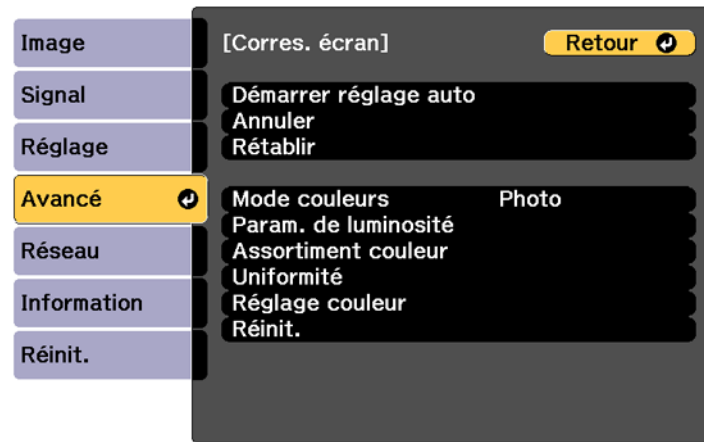 Image
Signal
Réglage
Avancé
Réseau
Information
Réinit.
[Corres. écran]
Retour
Démarrer réglage auto
Annuler
Rétablir
Mode couleurs Photo
Param. de luminosité
Assortiment couleur
Uniformité
Réglage couleur
Réinit.